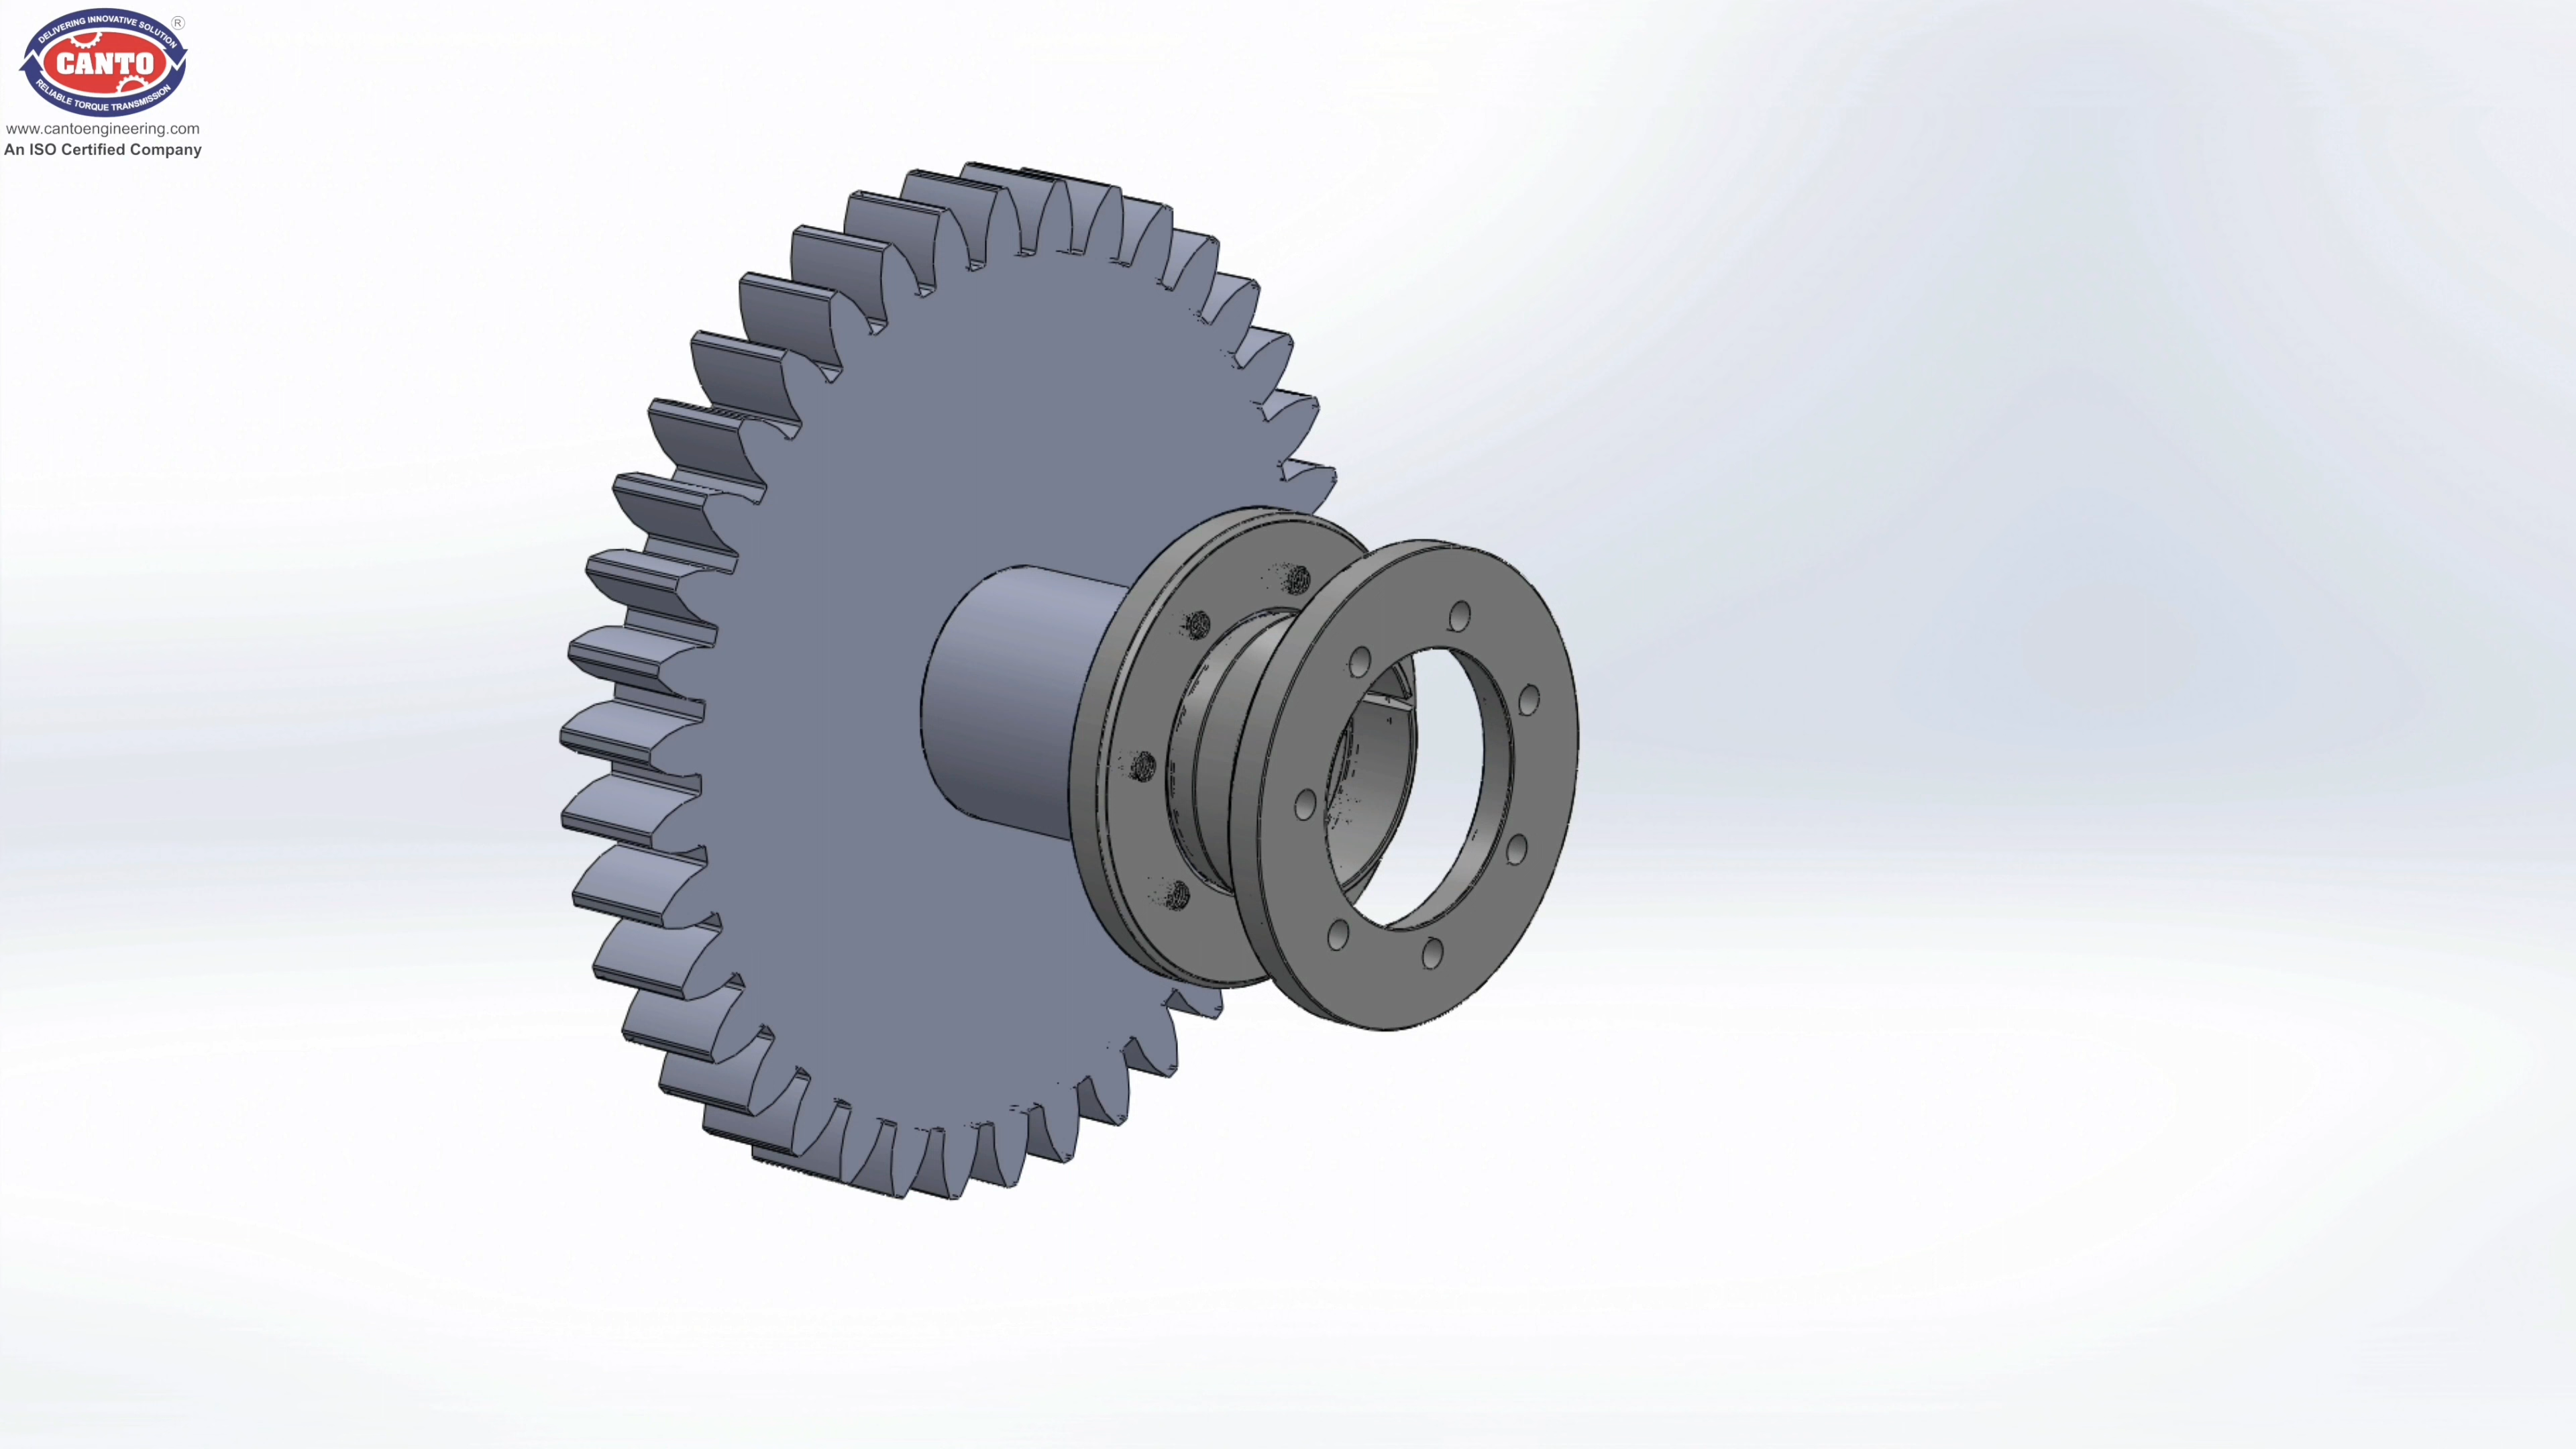 DELIVERING INNOVATIVE SOLUTION
®
CANTO
RELIABLE TORQUE TRANSMISSION
www.cantoengineering.com
An ISO Certified Company